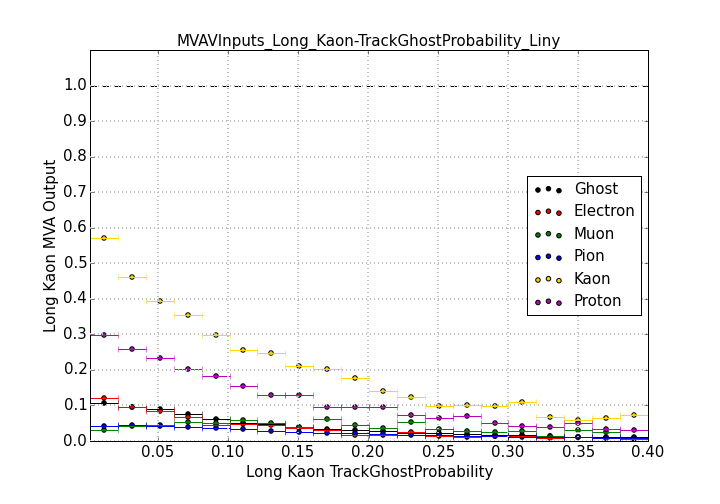 MVAVInputs_Long_Kaon-TrackGhostProbability_Liny
Long Kaon MVA Output
1.0
0.9
0.8
0.7
0.6
0.5
0.4
0.3
0.2
0.1
0.0
Ghost
Electron
Muon
Pion
Kaon
Proton
0.05 0.10 0.15 0.20 0.25 0.30 0.35 0.40
Long Kaon TrackGhostProbability